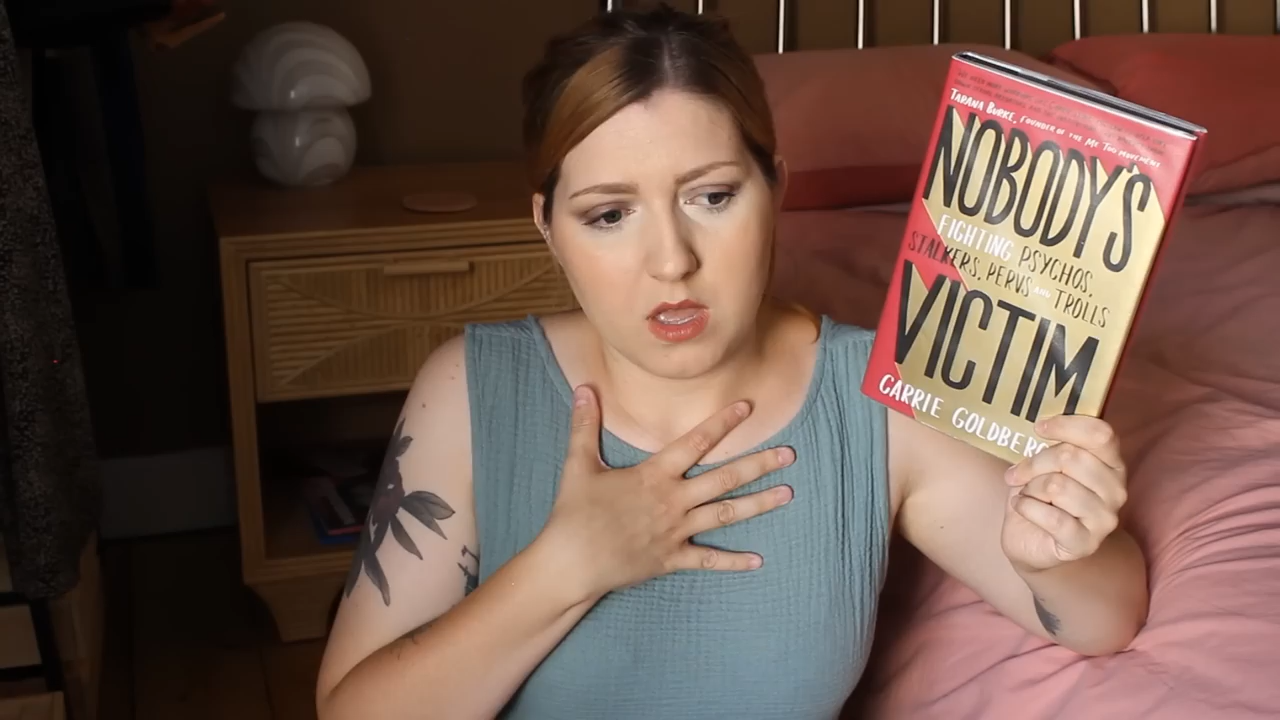 TARANA BURKE, FOUNDER OF THE ME TOO MOVEMENT
NOBODY'S
FIGHTING PSYCHOS,
STALKERS, PERVS AND TROLLS
VICTIM
CARRIE GOLDBERG